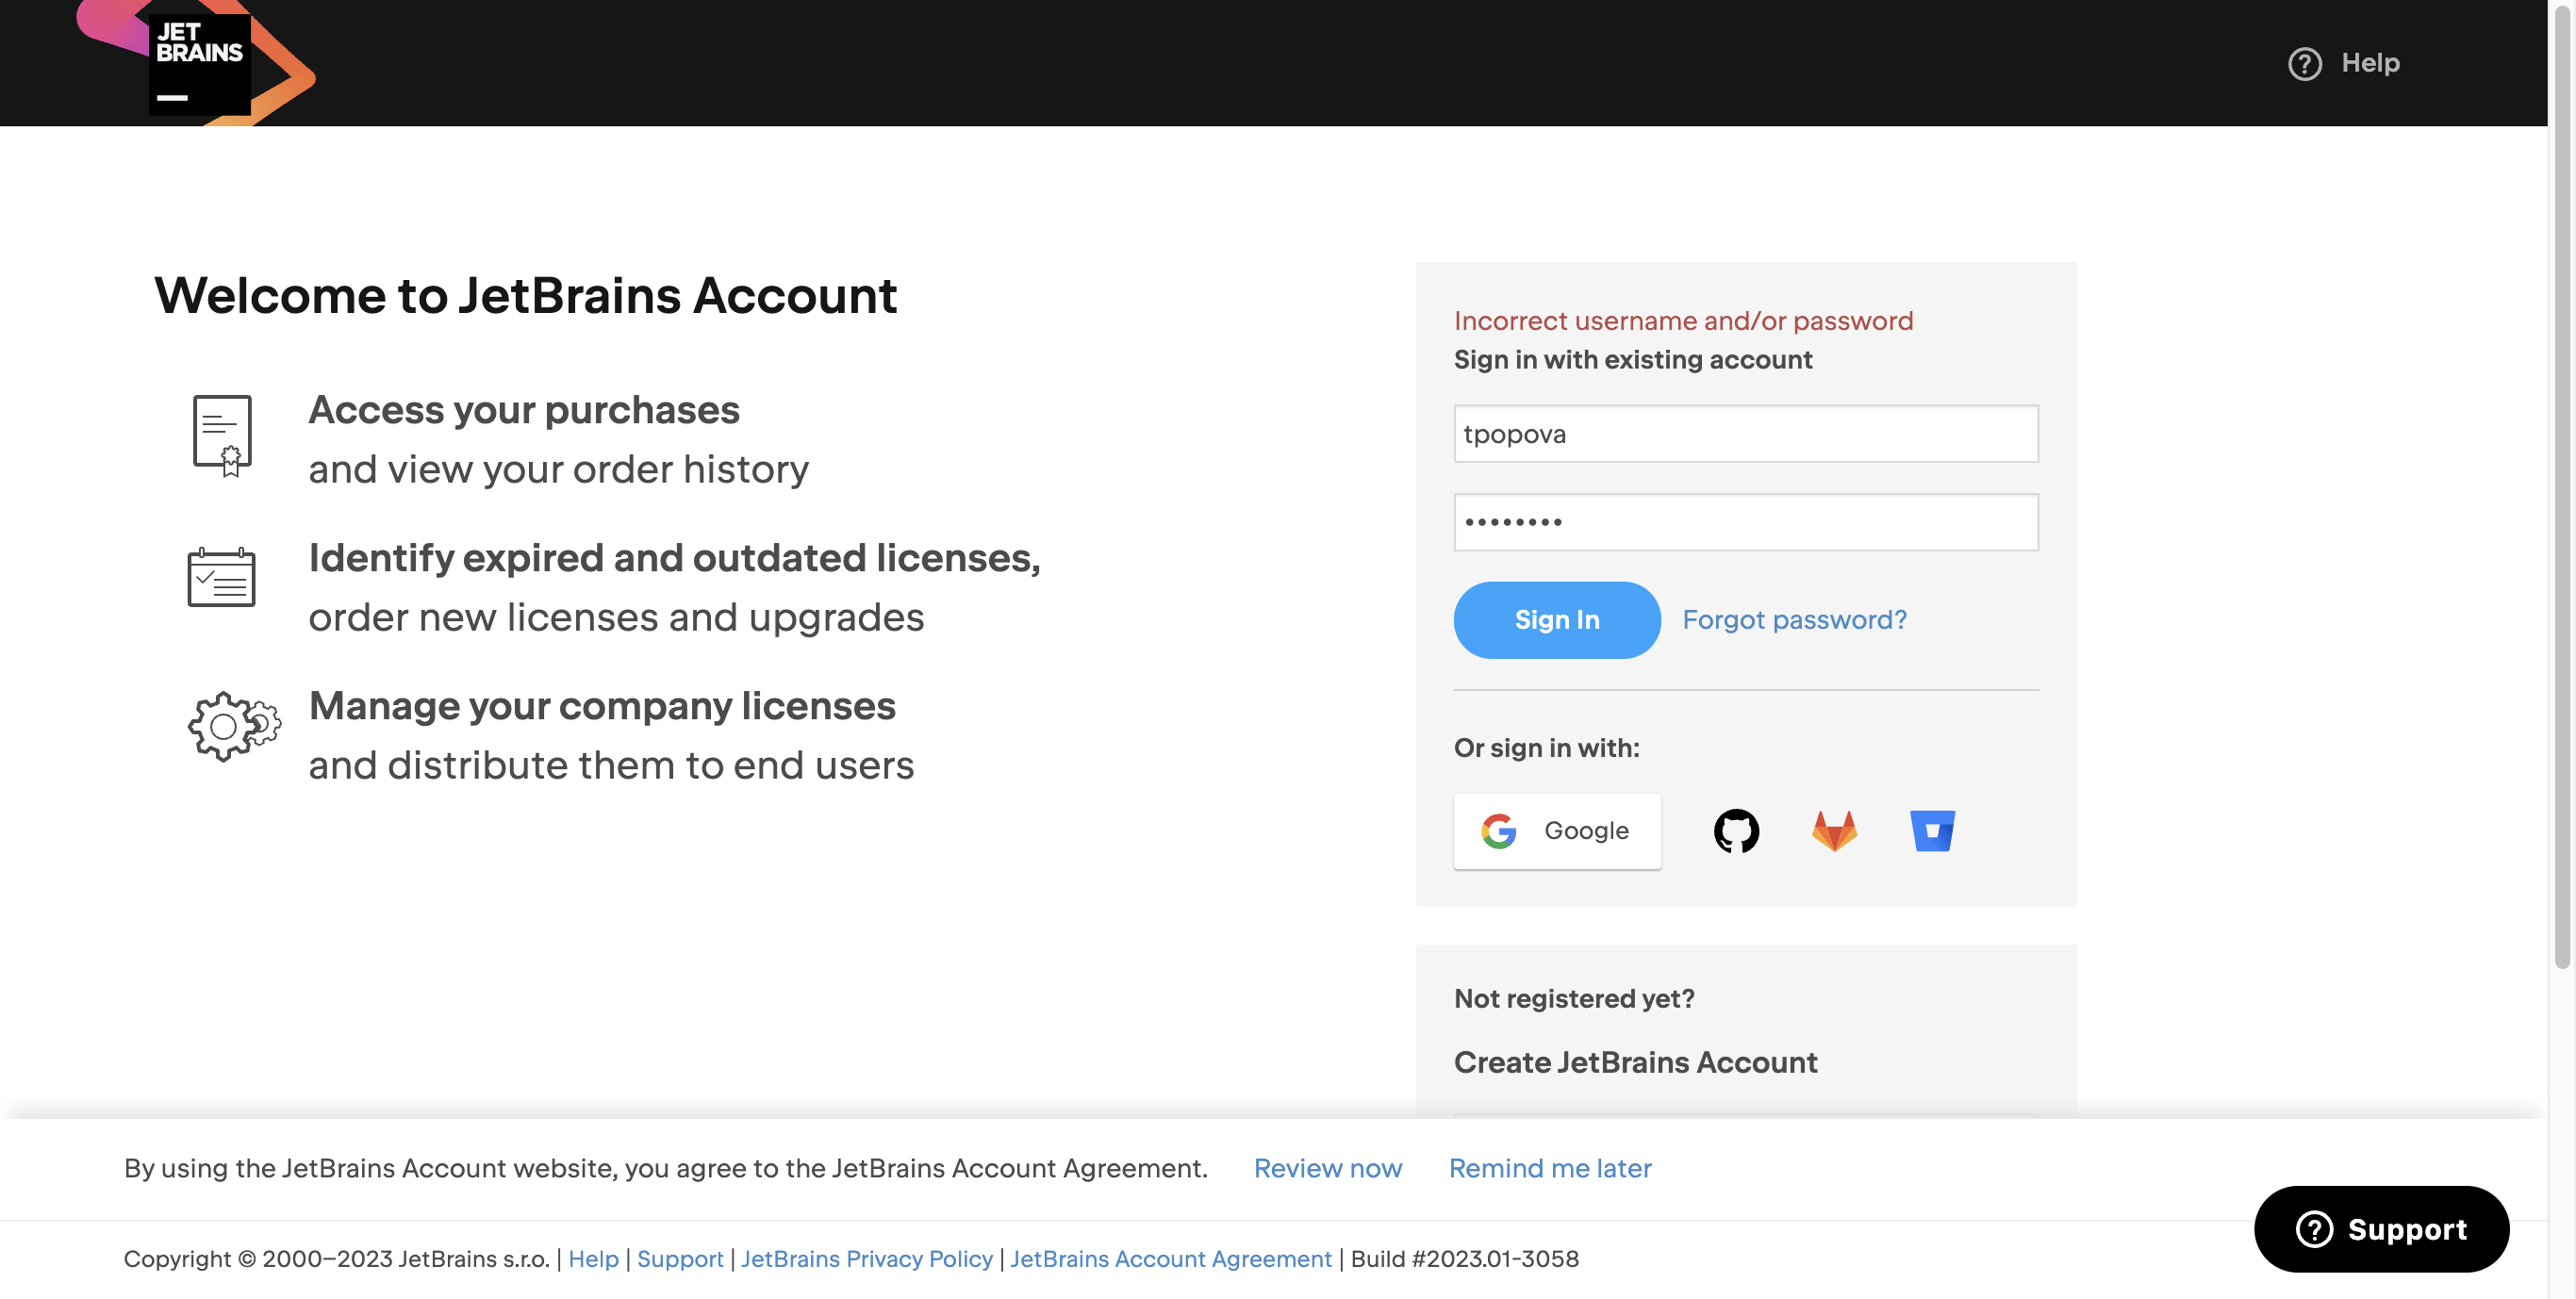 JET
BRAINS
Help
Welcome to JetBrains Account
Access your purchases
and view your order history
Identify expired and outdated licenses,
order new licenses and upgrades
Manage your company licenses
and distribute them to end users
Incorrect username and/or password
Sign in with existing account
tpopova
••••••••
Sign In Forgot password?
Or sign in with:
Google
Not registered yet?
Create JetBrains Account
By using the JetBrains Account website, you agree to the JetBrains Account Agreement. Review now Remind me later
Support
Copyright © 2000–2023 JetBrains s.r.o. | Help | Support | JetBrains Privacy Policy | JetBrains Account Agreement | Build #2023.01-3058